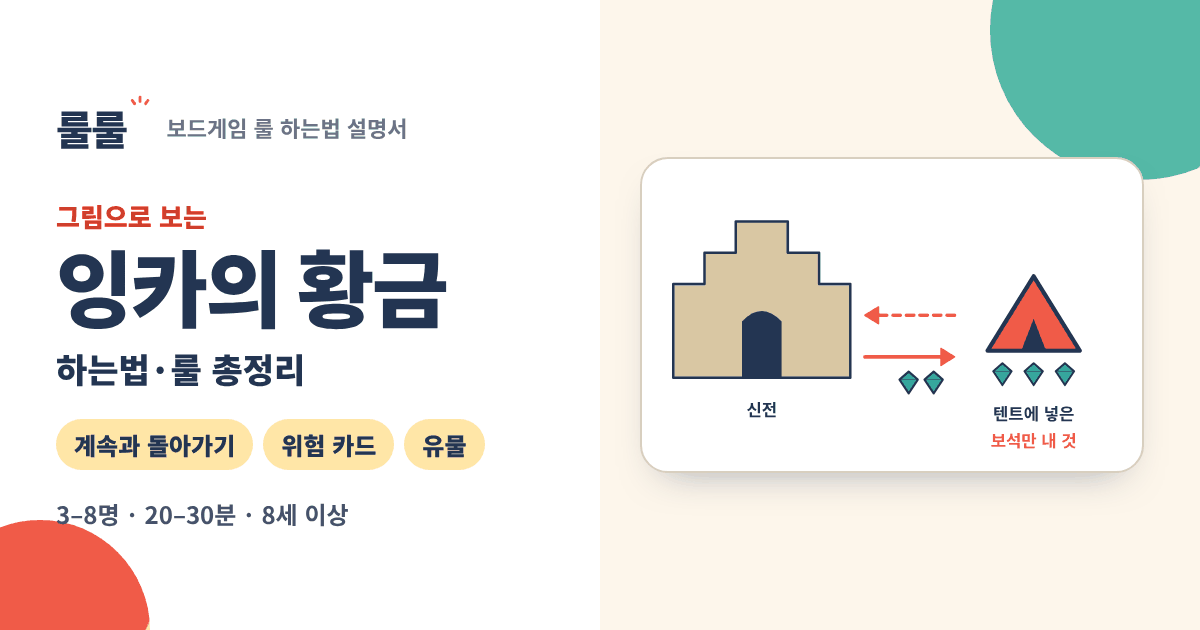 룰룰 보드게임 룰 하는법 설명서
그림으로 보는
잉카의 황금
하는법·룰 총정리
계속과 돌아가기 위험 카드 유물
3–8명 · 20–30분 · 8세 이상
신전
텐트에 넣은
보석만 내 것